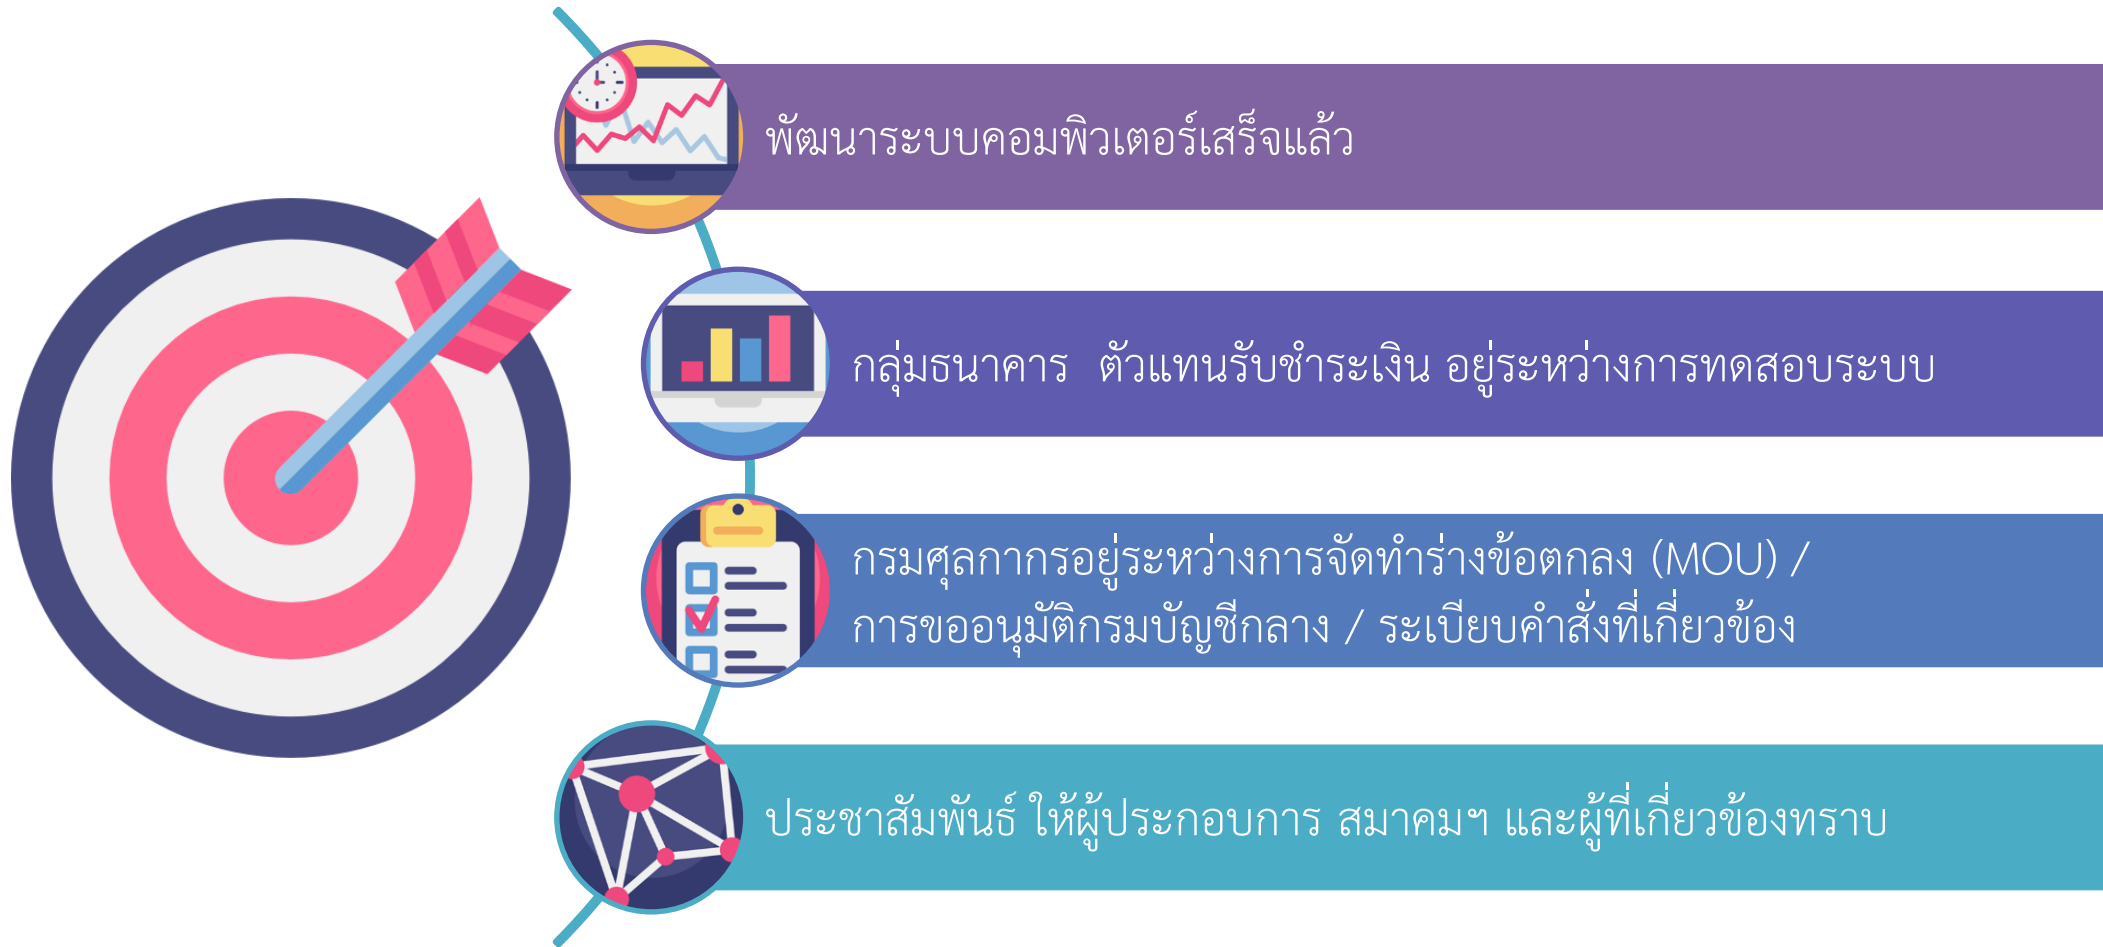 พัฒนาระบบคอมพิวเตอร์เสร็จแล้ว
กลุ่มธนาคาร  ตัวแทนรับชำระเงิน อยู่ระหว่างการทดสอบระบบ
กรมศุลกากรอยู่ระหว่างการจัดทำร่างข้อตกลง (MOU) /
การขออนุมัติกรมบัญชีกลาง / ระเบียบคำสั่งที่เกี่ยวข้อง
ประชาสัมพันธ์ ให้ผู้ประกอบการ สมาคมฯ และผู้ที่เกี่ยวข้องทราบ